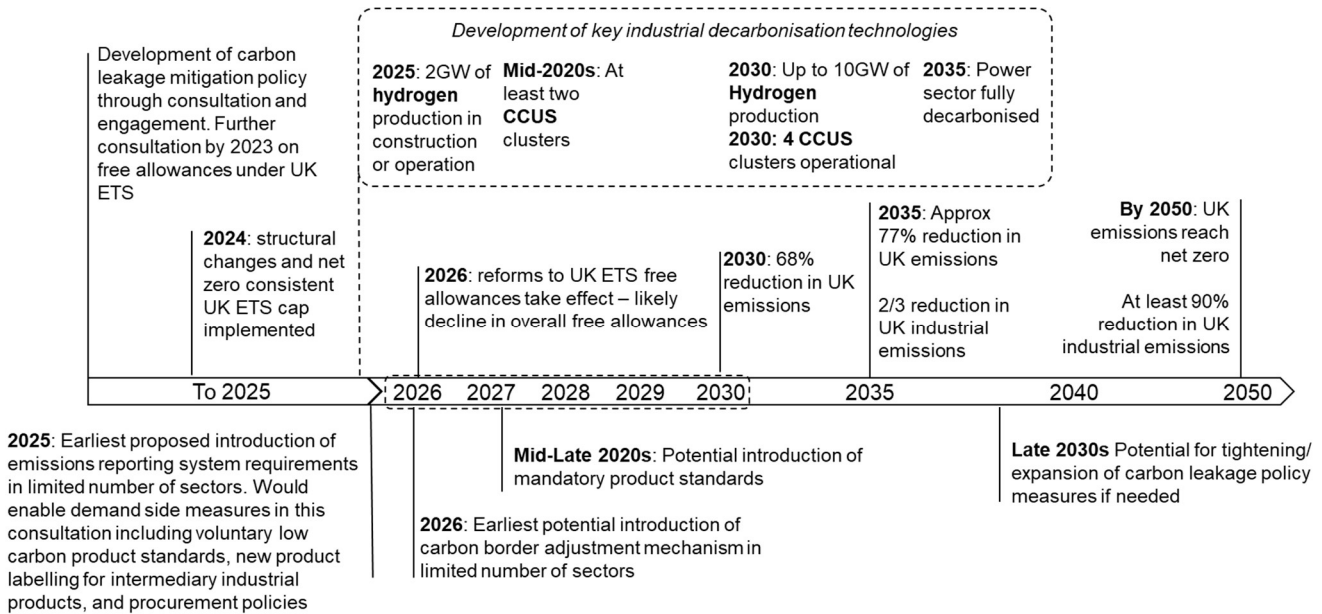 Development of key industrial decarbonisation technologies
Development of carbon
leakage mitigation policy
through consultation and
engagement. Further
consultation by 2023 on
free allowances under UK
ETS
2025: 2GW of
hydrogen
production in
construction
or operation
Mid-2020s: At
least two
CCUS
clusters
2030: Up to 10GW of
Hydrogen
production
2030: 4 CCUS
clusters operational
2035: Power
sector fully
decarbonised
2024: structural
changes and net
zero consistent
UK ETS cap
implemented
2026: reforms to UK ETS free
allowances take effect – likely
decline in overall free allowances
2030: 68%
reduction in UK
emissions
2035: Approx
77% reduction in
UK emissions
2/3 reduction in
UK industrial
emissions
By 2050: UK
emissions reach
net zero
At least 90%
reduction in UK
industrial emissions
To 2025 2026 2027 2028 2029 2030 2035 2040 2050
2025: Earliest proposed introduction of
emissions reporting system requirements
in limited number of sectors. Would
enable demand side measures in this
consultation including voluntary low
carbon product standards, new product
labelling for intermediary industrial
products, and procurement policies
Mid-Late 2020s: Potential introduction of
mandatory product standards
2026: Earliest potential introduction of
carbon border adjustment mechanism in
limited number of sectors
Late 2030s Potential for tightening/
expansion of carbon leakage policy
measures if needed